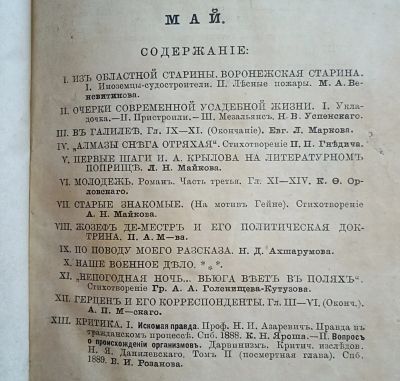 МАЙ.
СОДЕРЖАНІЕ:
I. ИЗЪ ОБЛАСТНОЙ СТАРИНЫ. ВОРОНЕЖСКАЯ СТАРИНА.
I. Иноземцы-судостроители. II. Лѣсные пожары. М. А. Ве-
невитинова.
II. ОЧЕРКИ СОВРЕМЕННОЙ УСАДЕБНОЙ ЖИЗНИ. I. Укла-
дочка.—II. Пристроили.—III. Мезальянсъ. Н. В. Успенскаго.
III. ВЪ ГАЛИЛЕѢ. Гл. IX—XI. (Окончаніе). Евг. Л. Маркова.
IV. „АЛМАЗЫ СНѢГА ОТРЯХАЯ". Стихотвореніе П. П. Гнѣдича.
V. ПЕРВЫЕ ШАГИ И. А. КРЫЛОВА НА ЛИТЕРАТУРНОМЪ
ПОПРИЩѢ. Л. Н. Майкова.
VI. МОЛОДЕЖЬ. Романъ. Часть третья. Гл. XI—XIV. К. Ѳ. Ор-
ловскаго.
VII. СТАРЫЕ ЗНАКОМЫЕ. (На мотивъ Гейне). Стихотвореніе
А. Н. Майкова.
VIII. ЖОЗЕФЪ ДЕ-МЕСТРЪ И ЕГО ПОЛИТИЧЕСКАЯ ДОК-
ТРИНА. П. А. М—ва.
IX. ПО ПОВОДУ МОЕГО РАЗСКАЗА. Н. Д. Ахшарумова.
X. НАШЕ ВОЕННОЕ ДѢЛО. * * *.
XI. „НЕПОГОДНАЯ НОЧЬ... ВЬЮГА ВѢЕТЪ ВЪ ПОЛЯХЪ".
Стихотвореніе Гр. А. А. Голенищева-Кутузова.
XII. ГЕРЦЕНЪ И ЕГО КОРРЕСПОНДЕНТЫ. Гл. III—VI. (Оконч.).
А. П. М—скаго.
XIII. КРИТИКА. I. Искомая правда. Проф. Н. И. Азаревичъ. Правда въ
гражданскомъ процессѣ. Спб. 1888. К. Н. Яроша.—II. Вопросъ
о происхожденіи организмовъ. Дарвинизмъ. Критич. изслѣдов.
Н. Я. Данилевскаго. Томъ II (посмертная глава). Спб.
1889. В. И. Розанова.